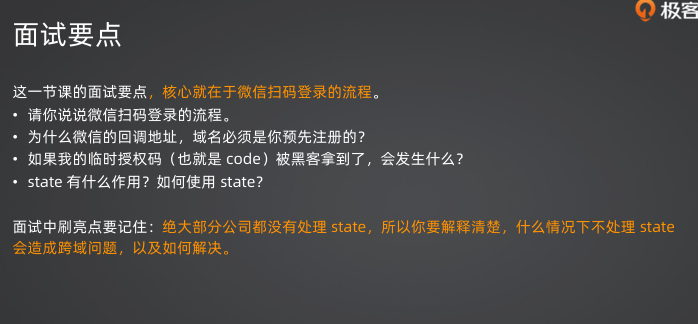 极客
面试要点
这一节课的面试要点，核心就在于微信扫码登录的流程。
• 请你说说微信扫码登录的流程。
• 为什么微信的回调地址，域名必须是你预先注册的？
• 如果我的临时授权码（也就是 code）被黑客拿到了，会发生什么？
• state 有什么作用？如何使用 state？
面试中刷亮点要记住：绝大部分公司都没有处理 state，所以你要解释清楚，什么情况下不处理 state
会造成跨域问题，以及如何解决。